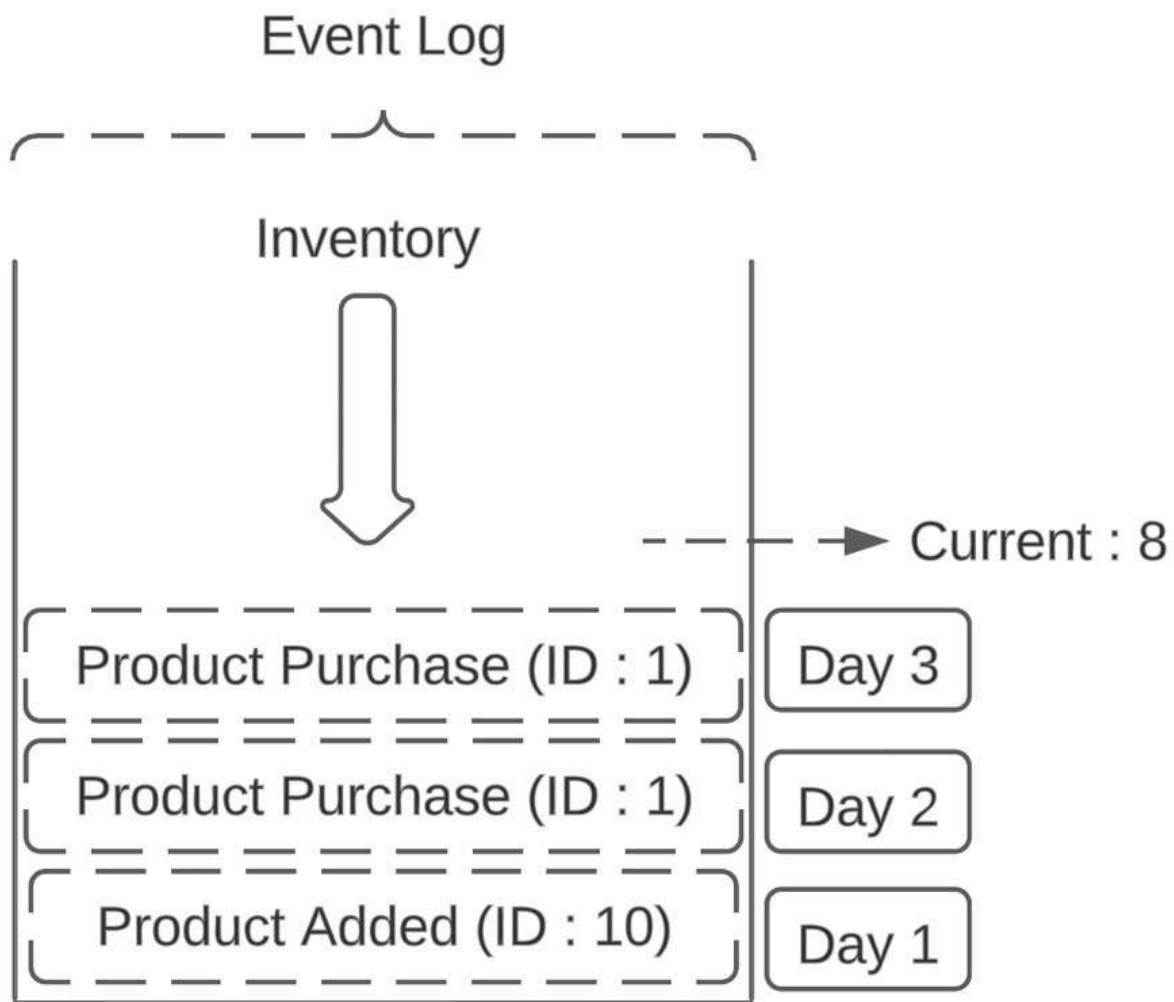 Event Log
Inventory
Current : 8
Product Purchase (ID : 1)
Day 3
Product Purchase (ID : 1)
Day 2
Product Added (ID : 10)
Day 1